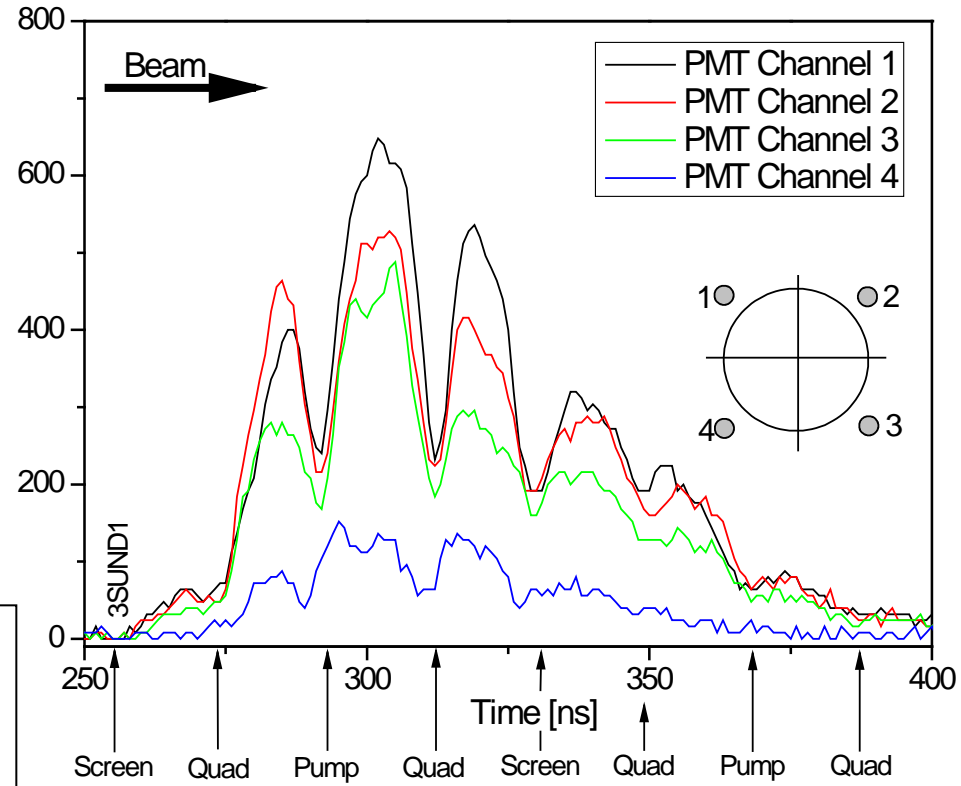 800
600
400
200
0
Beam
PMT Channel 1
PMT Channel 2
PMT Channel 3
PMT Channel 4
1
2
4
3
3SUND1
250
300
350
400
Time [ns]
Screen
Quad
Pump
Quad
Screen
Quad
Pump
Quad